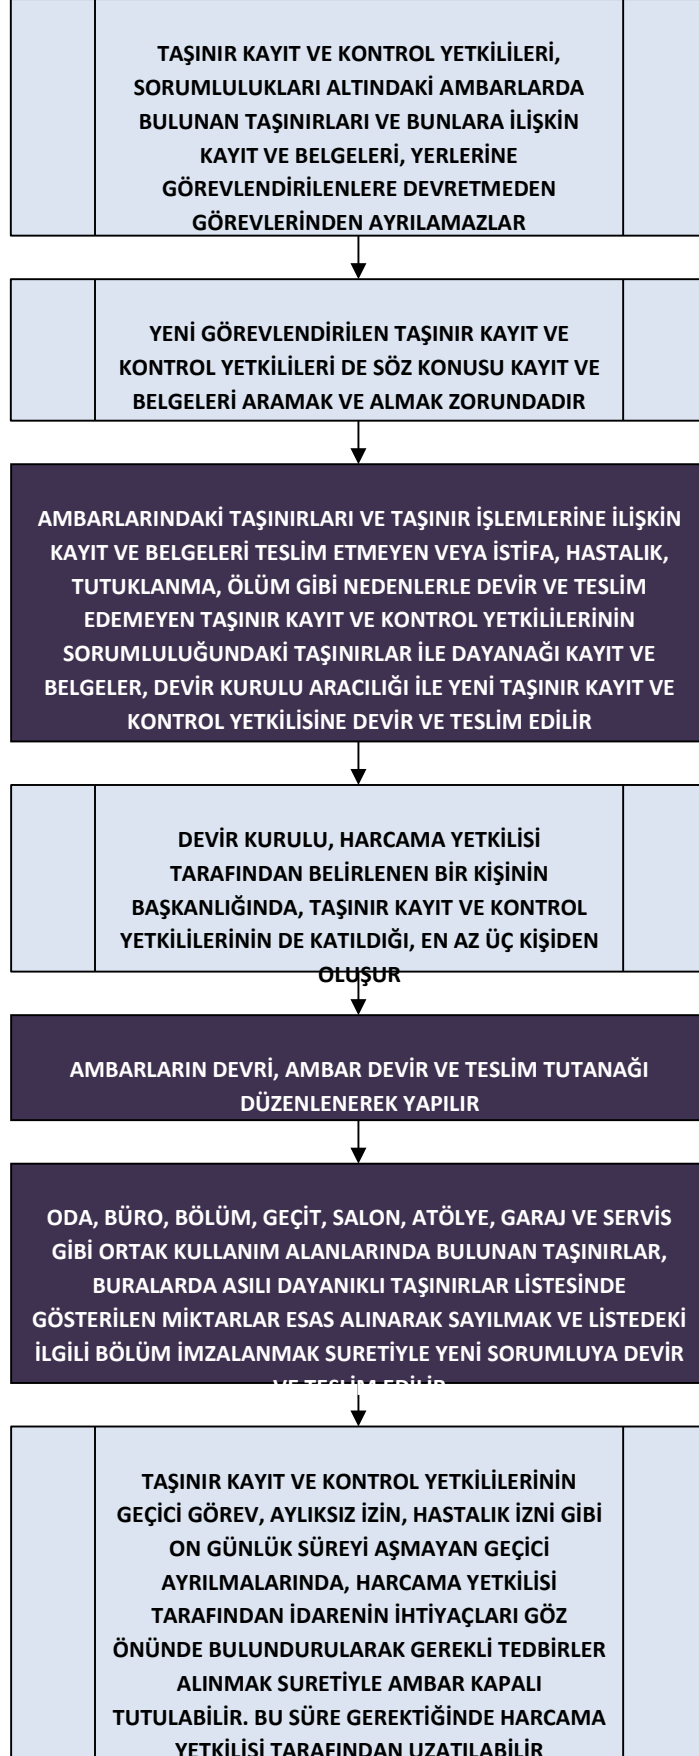 TAŞINIR KAYIT VE KONTROL YETKİLİLERİ,
SORUMLULUKLARI ALTINDAKİ AMBARLARDA
BULUNAN TAŞINIRLARI VE BUNLARA İLİŞKİN
KAYIT VE BELGELERİ, YERLERİNE
GÖREVLENDİRİLENLERE DEVRETMEDEN
GÖREVLERİNDEN AYRILAMAZLAR
YENİ GÖREVLENDİRİLEN TAŞINIR KAYIT VE
KONTROL YETKİLİLERİ DE SÖZ KONUSU KAYIT VE
BELGELERİ ARAMAK VE ALMAK ZORUNDADIR
AMBARLARINDAKİ TAŞINIRLARI VE TAŞINIR İŞLEMLERİNE İLİŞKİN
KAYIT VE BELGELERİ TESLİM ETMEYEN VEYA İSTİFA, HASTALIK,
TUTUKLANMA, ÖLÜM GİBİ NEDENLERLE DEVİR VE TESLİM
EDEMEYEN TAŞINIR KAYIT VE KONTROL YETKİLİLERİNİN
SORUMLULUĞUNDAKİ TAŞINIRLAR İLE DAYANAĞI KAYIT VE
BELGELER, DEVİR KURULU ARACILIĞI İLE YENİ TAŞINIR KAYIT VE
KONTROL YETKİLİSİNE DEVİR VE TESLİM EDİLİR
DEVİR KURULU, HARCAMA YETKİLİSİ
TARAFINDAN BELİRLENEN BİR KİŞİNİN
BAŞKANLIĞINDA, TAŞINIR KAYIT VE KONTROL
YETKİLİLERİNİN DE KATILDIĞI, EN AZ ÜÇ KİŞİDEN
OLUŞUR
AMBARLARIN DEVRİ, AMBAR DEVİR VE TESLİM TUTANAĞI
DÜZENLENEREK YAPILIR
ODA, BÜRO, BÖLÜM, GEÇİT, SALON, ATÖLYE, GARAJ VE SERVİS
GİBİ ORTAK KULLANIM ALANLARINDA BULUNAN TAŞINIRLAR,
BURALARDA ASILI DAYANIKLI TAŞINIRLAR LİSTESİNDE
GÖSTERİLEN MİKTARLAR ESAS ALINARAK SAYILMAK VE LİSTEDEKİ
İLGİLİ BÖLÜM İMZALANMAK SURETİYLE YENİ SORUMLUYA DEVİR
VE TESLİM EDİLİR
TAŞINIR KAYIT VE KONTROL YETKİLİLERİNİN
GEÇİCİ GÖREV, AYLIKSIZ İZİN, HASTALIK İZNİ GİBİ
ON GÜNLÜK SÜREYİ AŞMAYAN GEÇİCİ
AYRILMALARINDA, HARCAMA YETKİLİSİ
TARAFINDAN İDARENİN İHTİYAÇLARI GÖZ
ÖNÜNDE BULUNDURULARAK GEREKLİ TEDBİRLER
ALINMAK SURETİYLE AMBAR KAPALI
TUTULABİLİR. BU SÜRE GEREKTİĞİNDE HARCAMA
YETKİLİSİ TARAFINDAN UZATILABİLİR